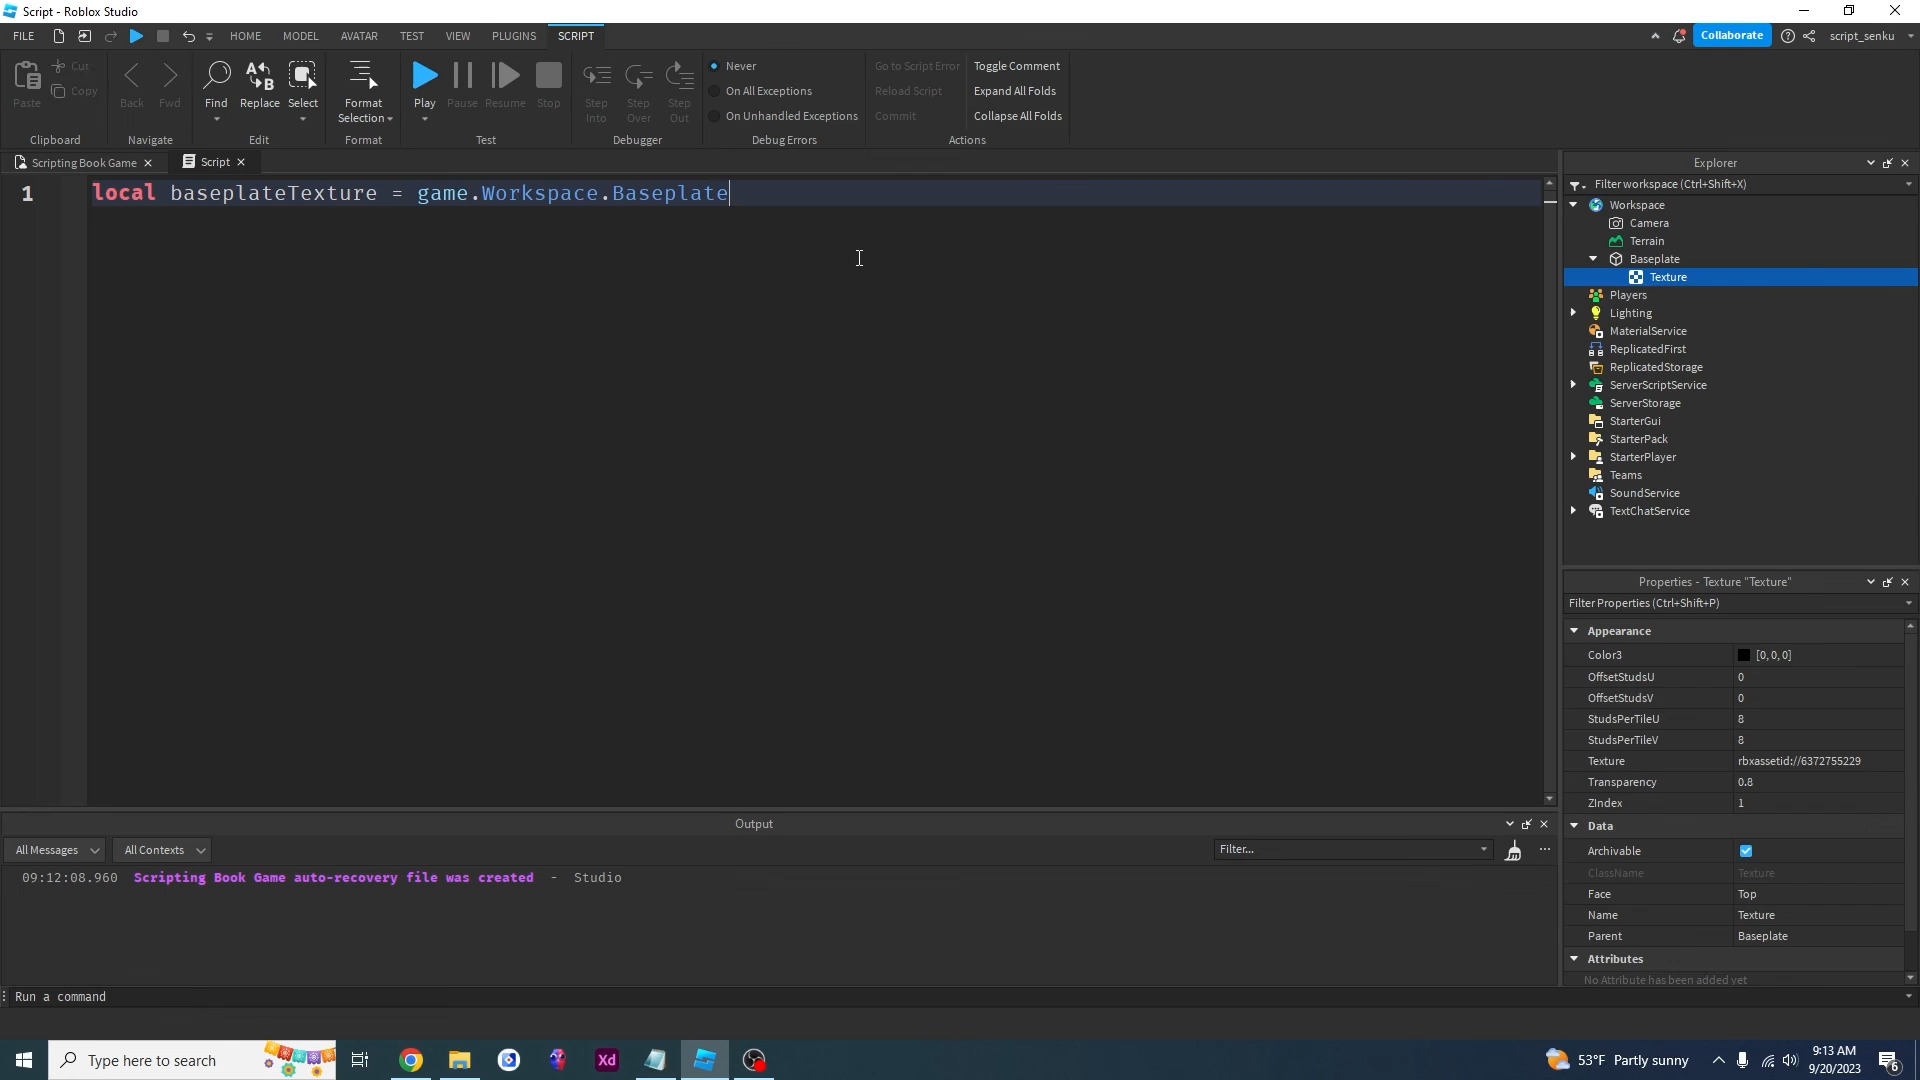 Script - Roblox Studio
FILE HOME MODEL AVATAR TEST VIEW PLUGINS SCRIPT Collaborate script_senku
Cut
Copy
Paste
Clipboard
Back Fwd
Navigate
Find Replace Select
Edit
Format
Selection
Format
Play Pause Resume Stop
Test
Step Into
Step Over
Step Out
Debugger
Never
On All Exceptions
On Unhandled Exceptions
Debug Errors
Go to Script Error
Reload Script
Commit
Toggle Comment
Expand All Folds
Collapse All Folds
Actions
Scripting Book Game
Script
1 local baseplateTexture = game.Workspace.Baseplate
Explorer
Filter workspace (Ctrl+Shift+X)
Workspace
Camera
Terrain
Baseplate
Texture
Players
Lighting
MaterialService
ReplicatedFirst
ReplicatedStorage
ServerScriptService
ServerStorage
StarterGui
StarterPack
StarterPlayer
Teams
SoundService
TextChatService
Properties - Texture "Texture"
Filter Properties (Ctrl+Shift+P)
Appearance
Color3 [0, 0, 0]
OffsetStudsU 0
OffsetStudsV 0
StudsPerTileU 8
StudsPerTileV 8
Texture rbxassetid://6372755229
Transparency 0.8
ZIndex 1
Data
Archivable
ClassName Texture
Face Top
Name Texture
Parent Baseplate
Attributes
No Attribute has been added yet
Output
All Messages All Contexts Filter...
09:12:08.960 Scripting Book Game auto-recovery file was created - Studio
Run a command
Type here to search
Xd
53°F Partly sunny
9:13 AM
9/20/2023
6